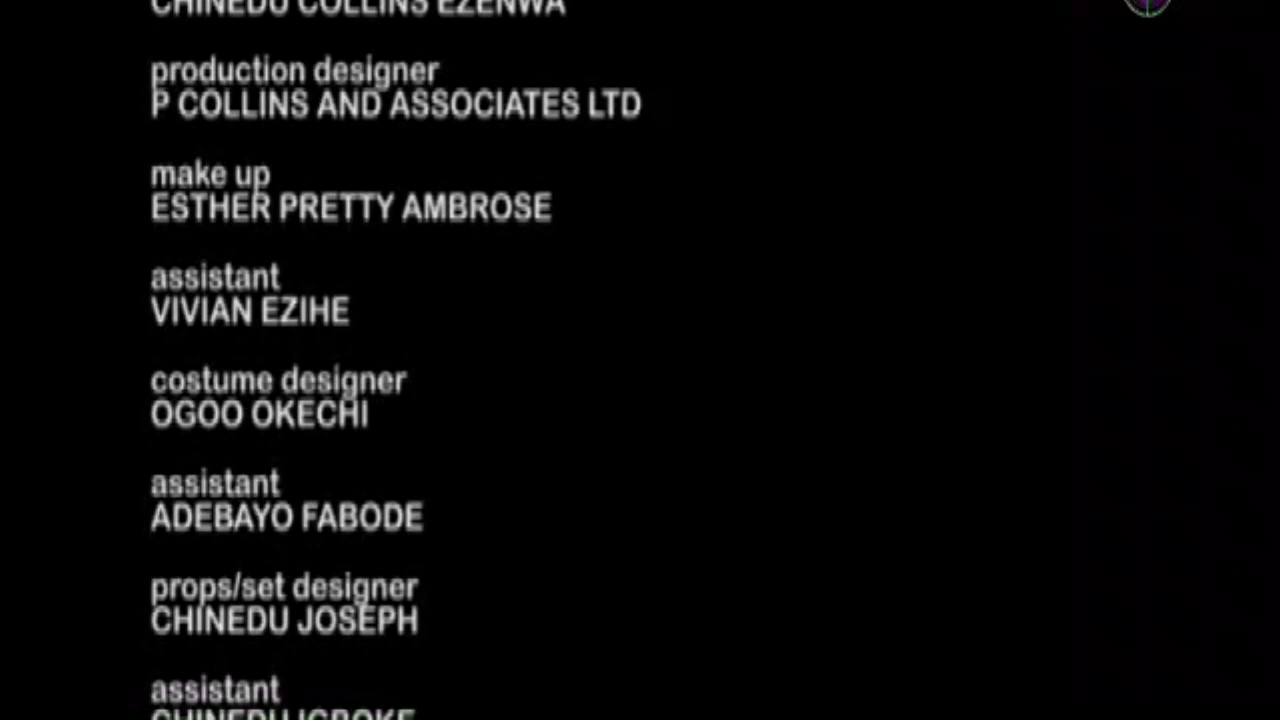 CHINEDU COLLINS EZENWA
production designer
P COLLINS AND ASSOCIATES LTD
make up
ESTHER PRETTY AMBROSE
assistant
VIVIAN EZIHE
costume designer
OGOO OKECHI
assistant
ADEBAYO FABODE
props/set designer
CHINEDU JOSEPH
assistant
CHINEDU IGBOKE